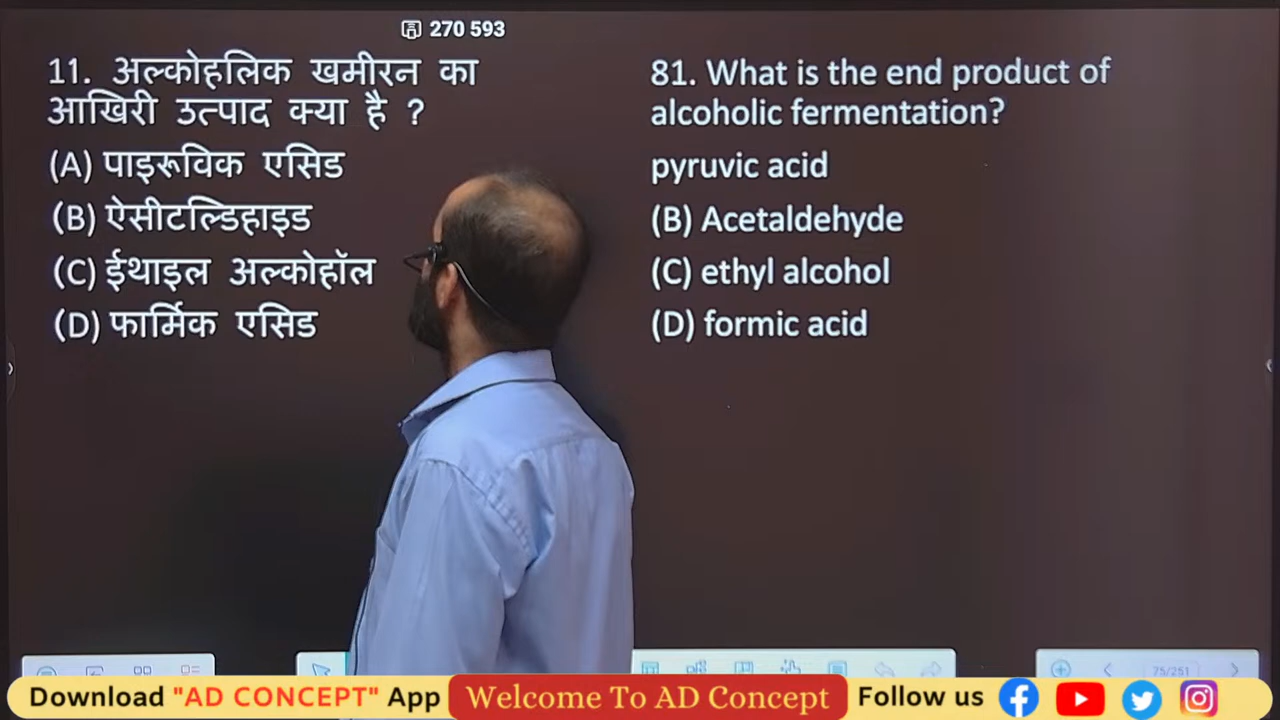 270 593
11. अल्कोहलिक खमीरन का
आखिरी उत्पाद क्या है ?
(A) पाइरूविक एसिड
(B) ऐसीटल्डिहाइड
(C) ईथाइल अल्कोहॉल
(D) फार्मिक एसिड
81. What is the end product of
alcoholic fermentation?
pyruvic acid
(B) Acetaldehyde
(C) ethyl alcohol
(D) formic acid
75/251
Download "AD CONCEPT" App
Welcome To AD Concept
Follow us